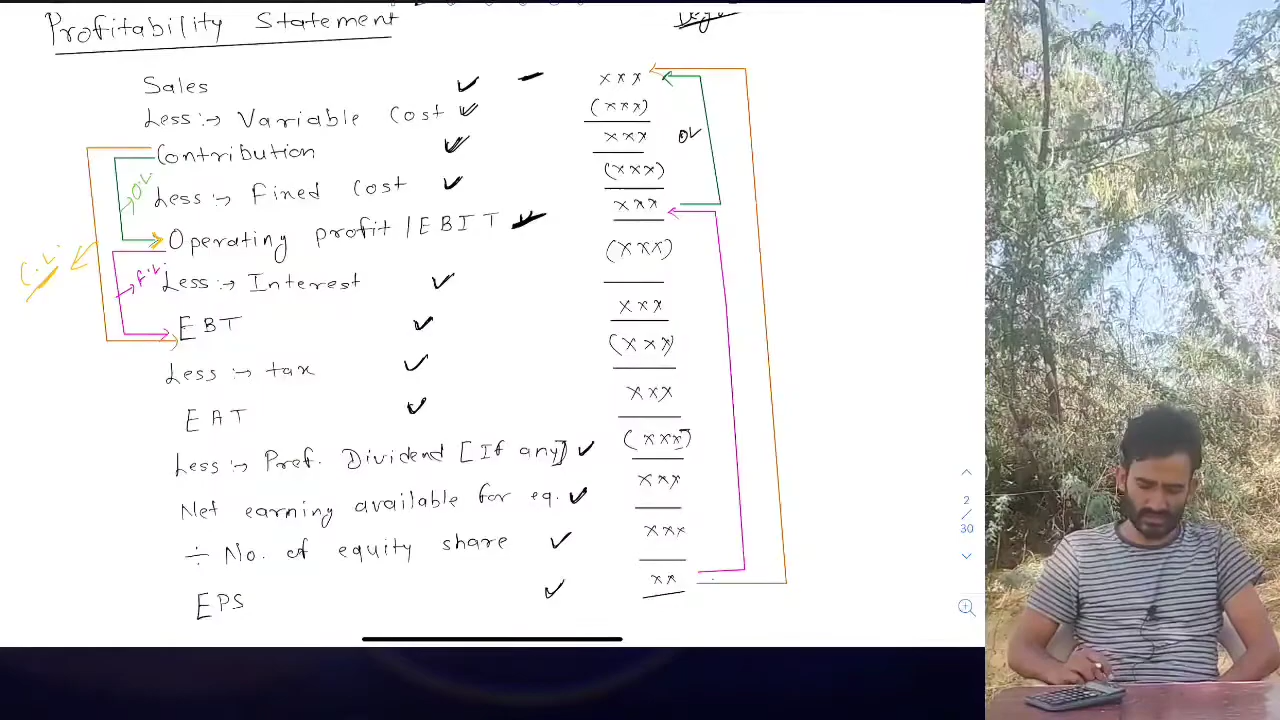 Profitability Statement
Sales ✓ — xxx
Less:→ Variable Cost ✓ (xxx)
Contribution ✓ xxx
OL
Less:→ Fixed Cost ✓ (xxx)
O.L.
Operating profit / EBIT ✓ xxx
C.L.
F.L.
Less:→ Interest ✓ (xxx)
EBT ✓ xxx
Less:→ tax ✓ (xxx)
EAT ✓ xxx
Less:→ Pref. Dividend [If any] ✓ (xxx)
Net earning available for eq. ✓ xxx
÷ No. of equity share ✓ xxx
EPS ✓ xx
2
/
30